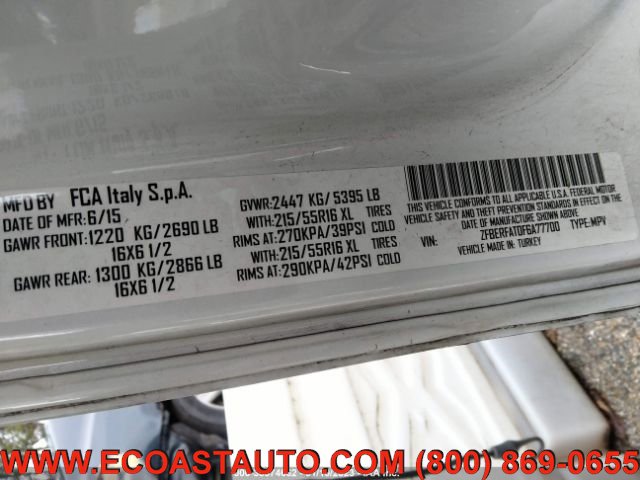 MFD BY FCA Italy S.p.A.
DATE OF MFR:6/15
GAWR FRONT:1220 KG/2690 LB
16X6 1/2
GAWR REAR:1300 KG/2866 LB
16X6 1/2
GVWR:2447 KG/5395 LB
WITH:215/55R16 XL TIRES
RIMS AT:270KPA/39PSI COLD
WITH:215/55R16 XL TIRES
RIMS AT:290KPA/42PSI COLD
THIS VEHICLE CONFORMS TO ALL APPLICABLE U.S.A. FEDERAL MOTOR
VEHICLE SAFETY STANDARDS IN EFFECT ON THE
DATE OF MANUFACTURE SHOWN ABOVE
VIN: ZFBERFAT0F6A77700 TYPE: MPV
MADE IN: TURKEY
WWW.ECOASTAUTO.COM (800) 869-0655